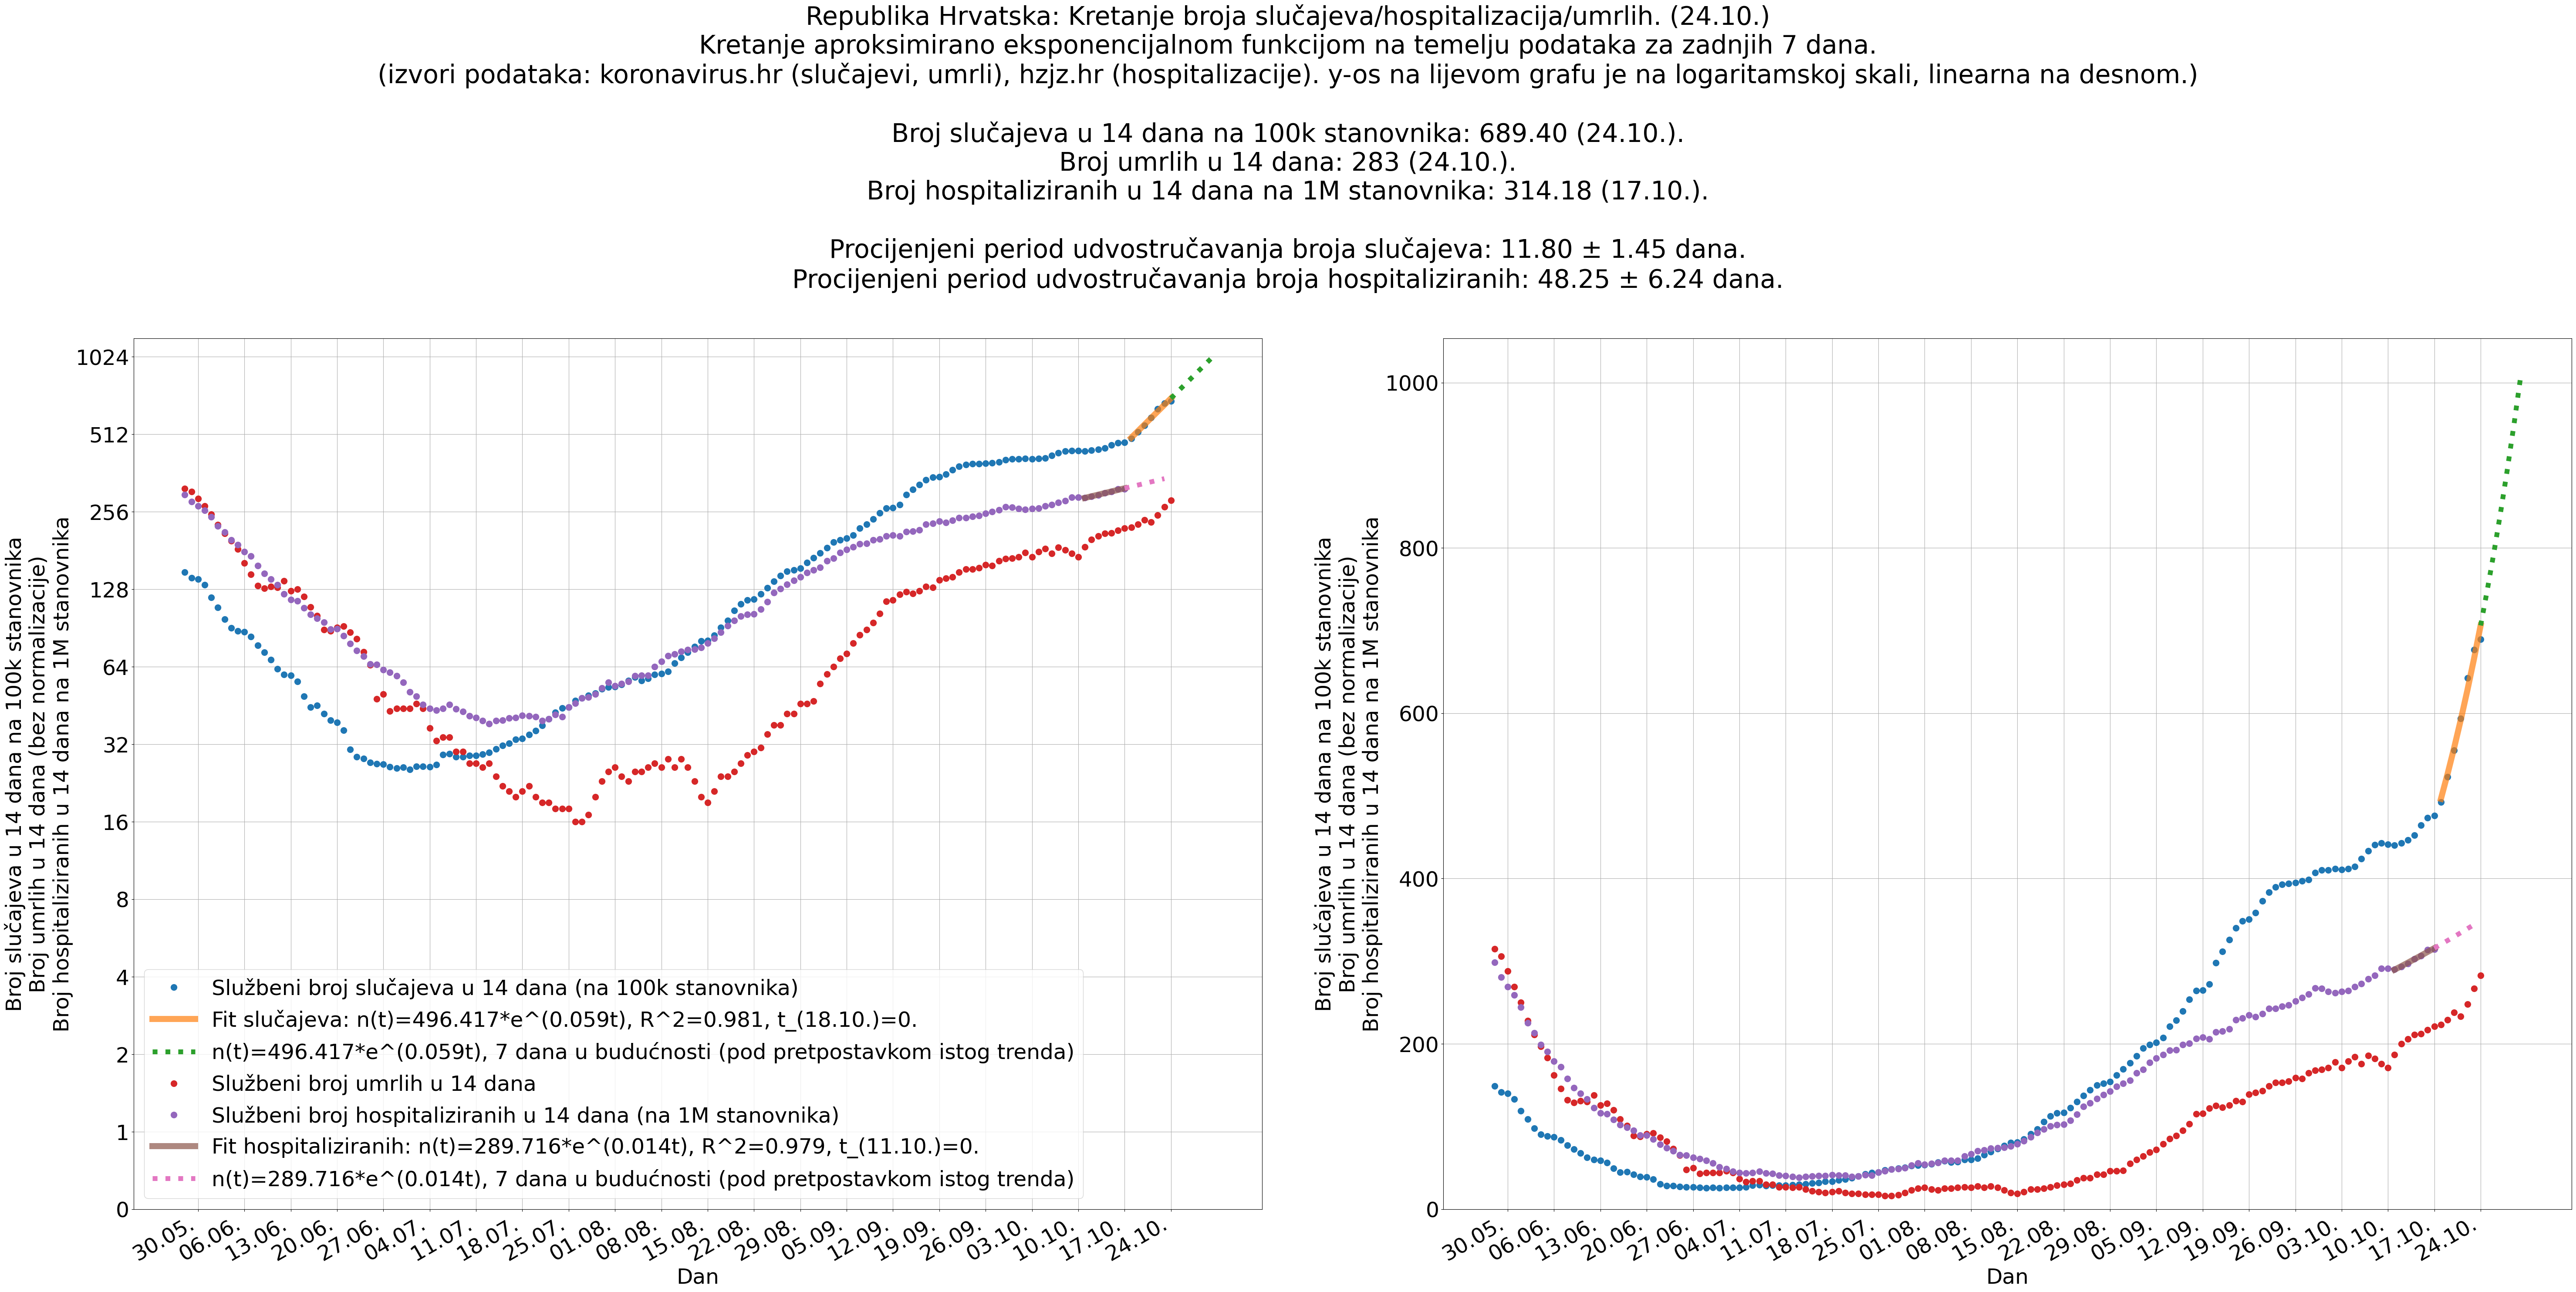 Republika Hrvatska: Kretanje broja slučajeva/hospitalizacija/umrlih. (24.10.)
Kretanje aproksimirano eksponencijalnom funkcijom na temelju podataka za zadnjih 7 dana.
(izvori podataka: koronavirus.hr (slučajevi, umrli), hzjz.hr (hospitalizacije). y-os na lijevom grafu je na logaritamskoj skali, linearna na desnom.)
Broj slučajeva u 14 dana na 100k stanovnika: 689.40 (24.10.).
Broj umrlih u 14 dana: 283 (24.10.).
Broj hospitaliziranih u 14 dana na 1M stanovnika: 314.18 (17.10.).
Procijenjeni period udvostručavanja broja slučajeva: 11.80 ± 1.45 dana.
Procijenjeni period udvostručavanja broja hospitaliziranih: 48.25 ± 6.24 dana.
Broj slučajeva u 14 dana na 100k stanovnika
Broj umrlih u 14 dana (bez normalizacije)
Broj hospitaliziranih u 14 dana na 1M stanovnika
1024
512
256
128
64
32
16
8
4
2
1
0
Službeni broj slučajeva u 14 dana (na 100k stanovnika)
Fit slučajeva: n(t)=496.417*e^(0.059t), R^2=0.981, t_(18.10.)=0.
n(t)=496.417*e^(0.059t), 7 dana u budućnosti (pod pretpostavkom istog trenda)
Službeni broj umrlih u 14 dana
Službeni broj hospitaliziranih u 14 dana (na 1M stanovnika)
Fit hospitaliziranih: n(t)=289.716*e^(0.014t), R^2=0.979, t_(11.10.)=0.
n(t)=289.716*e^(0.014t), 7 dana u budućnosti (pod pretpostavkom istog trenda)
30.05. 06.06. 13.06. 20.06. 27.06. 04.07. 11.07. 18.07. 25.07. 01.08. 08.08. 15.08. 22.08. 29.08. 05.09. 12.09. 19.09. 26.09. 03.10. 10.10. 17.10. 24.10.
Dan
Broj slučajeva u 14 dana na 100k stanovnika
Broj umrlih u 14 dana (bez normalizacije)
Broj hospitaliziranih u 14 dana na 1M stanovnika
1000
800
600
400
200
0
30.05. 06.06. 13.06. 20.06. 27.06. 04.07. 11.07. 18.07. 25.07. 01.08. 08.08. 15.08. 22.08. 29.08. 05.09. 12.09. 19.09. 26.09. 03.10. 10.10. 17.10. 24.10.
Dan